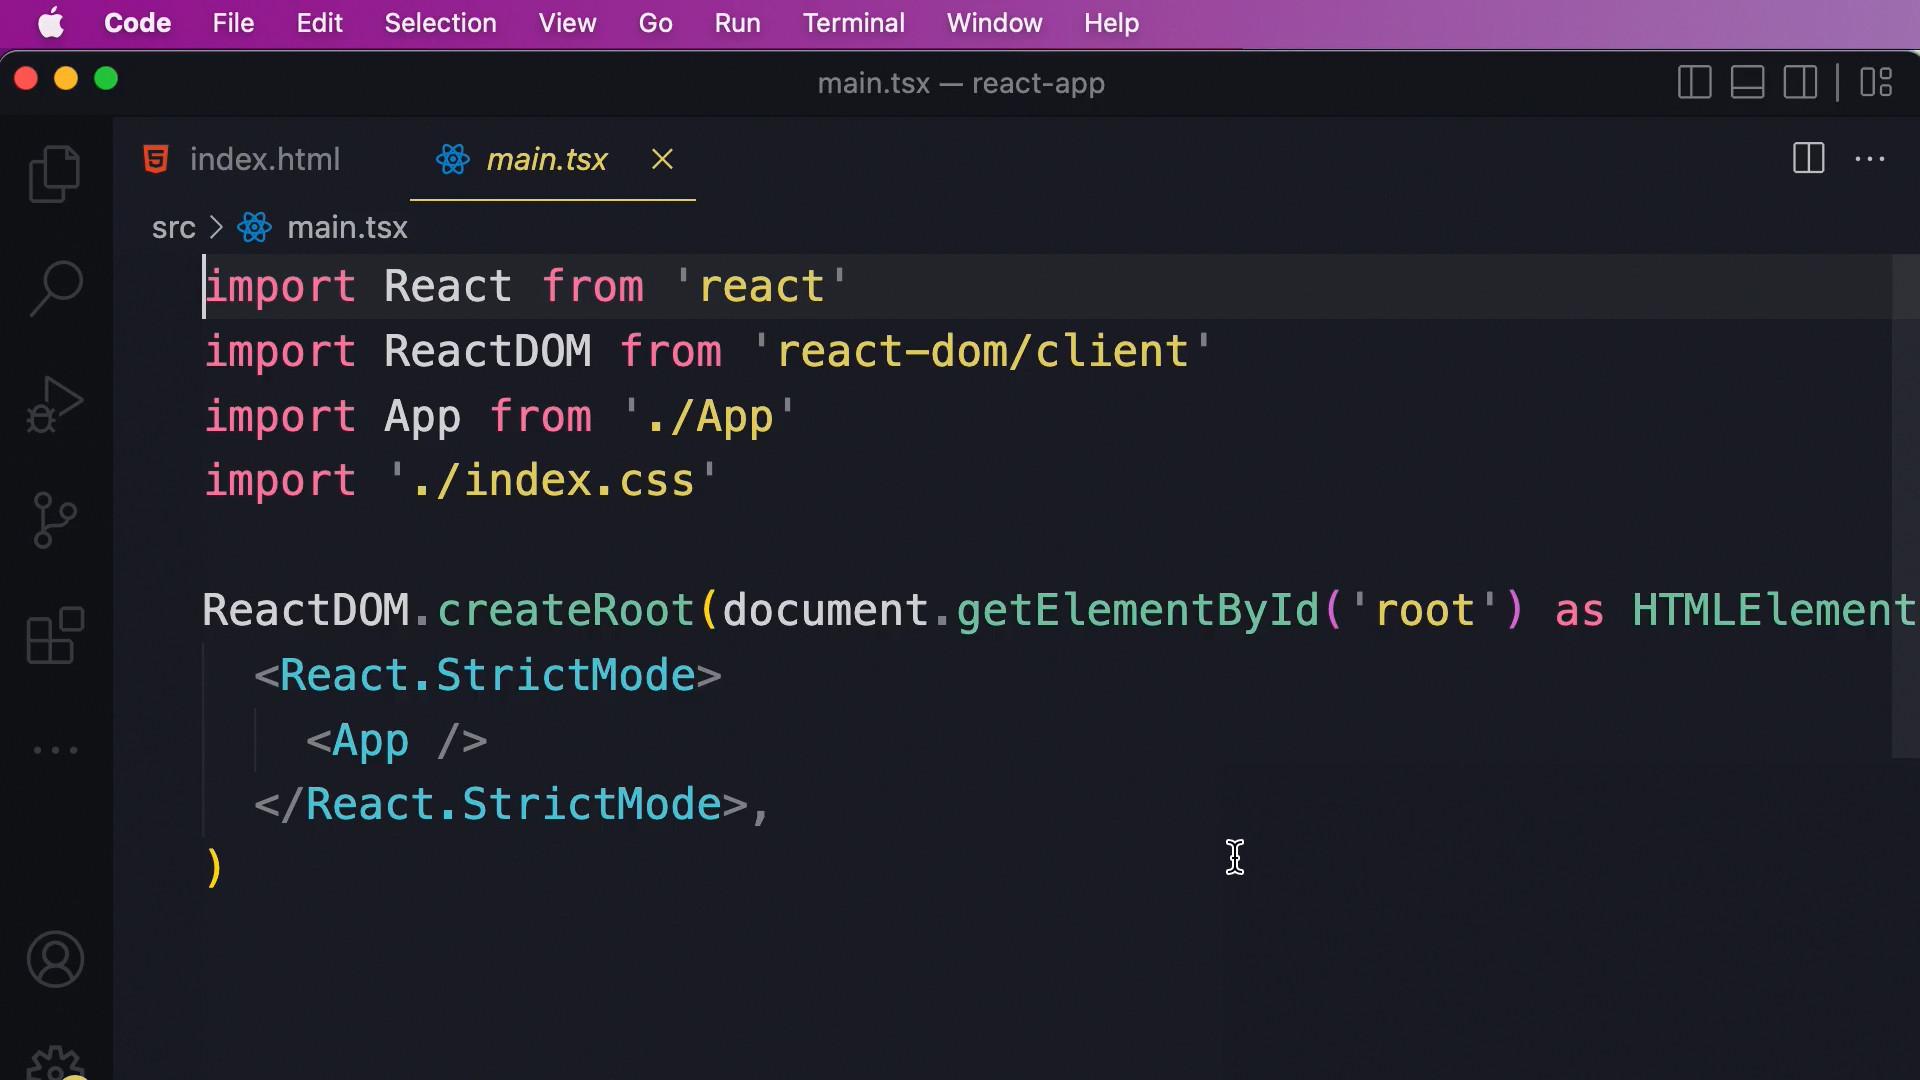 Code File Edit Selection View Go Run Terminal Window Help
main.tsx — react-app
index.html main.tsx
src > main.tsx
import React from 'react'
import ReactDOM from 'react-dom/client'
import App from './App'
import './index.css'
ReactDOM.createRoot(document.getElementById('root') as HTMLElement
  <React.StrictMode>
    <App />
  </React.StrictMode>,
)